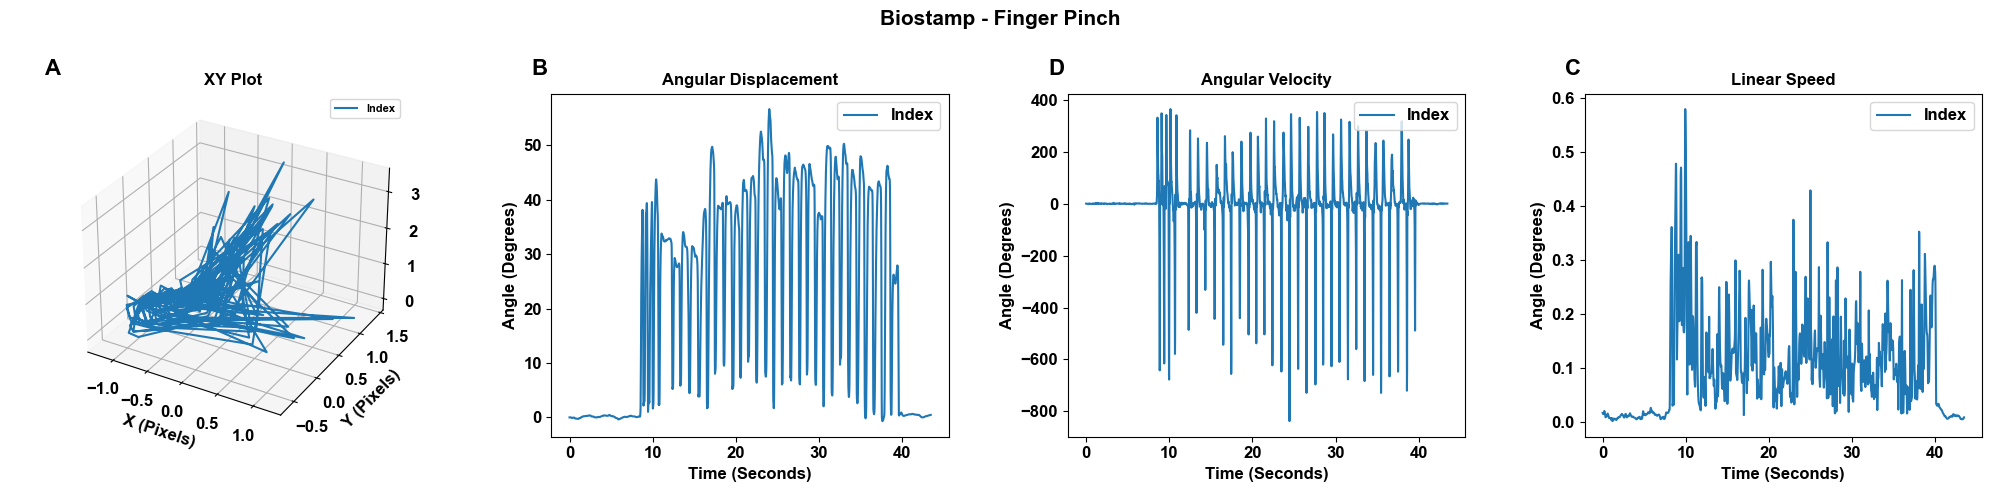 Biostamp - Finger Pinch
A
XY Plot
Index
3
2
1
0
−1.0
−0.5
0.0
0.5
1.0
X (Pixels)
−0.5
0.0
0.5
1.0
1.5
Y (Pixels)
B
Angular Displacement
Index
50
40
30
20
10
0
Angle (Degrees)
0 10 20 30 40
Time (Seconds)
D
Angular Velocity
Index
400
200
0
−200
−400
−600
−800
Angle (Degrees)
0 10 20 30 40
Time (Seconds)
C
Linear Speed
Index
0.6
0.5
0.4
0.3
0.2
0.1
0.0
Angle (Degrees)
0 10 20 30 40
Time (Seconds)